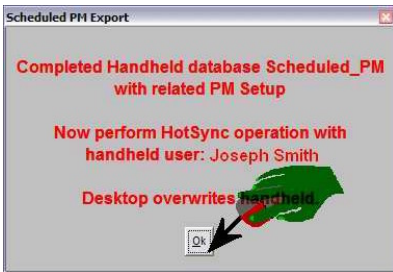 Scheduled PM Export
Completed Handheld database Scheduled_PM
with related PM Setup
Now perform HotSync operation with
handheld user: Joseph Smith
Desktop overwrites handheld.
Ok